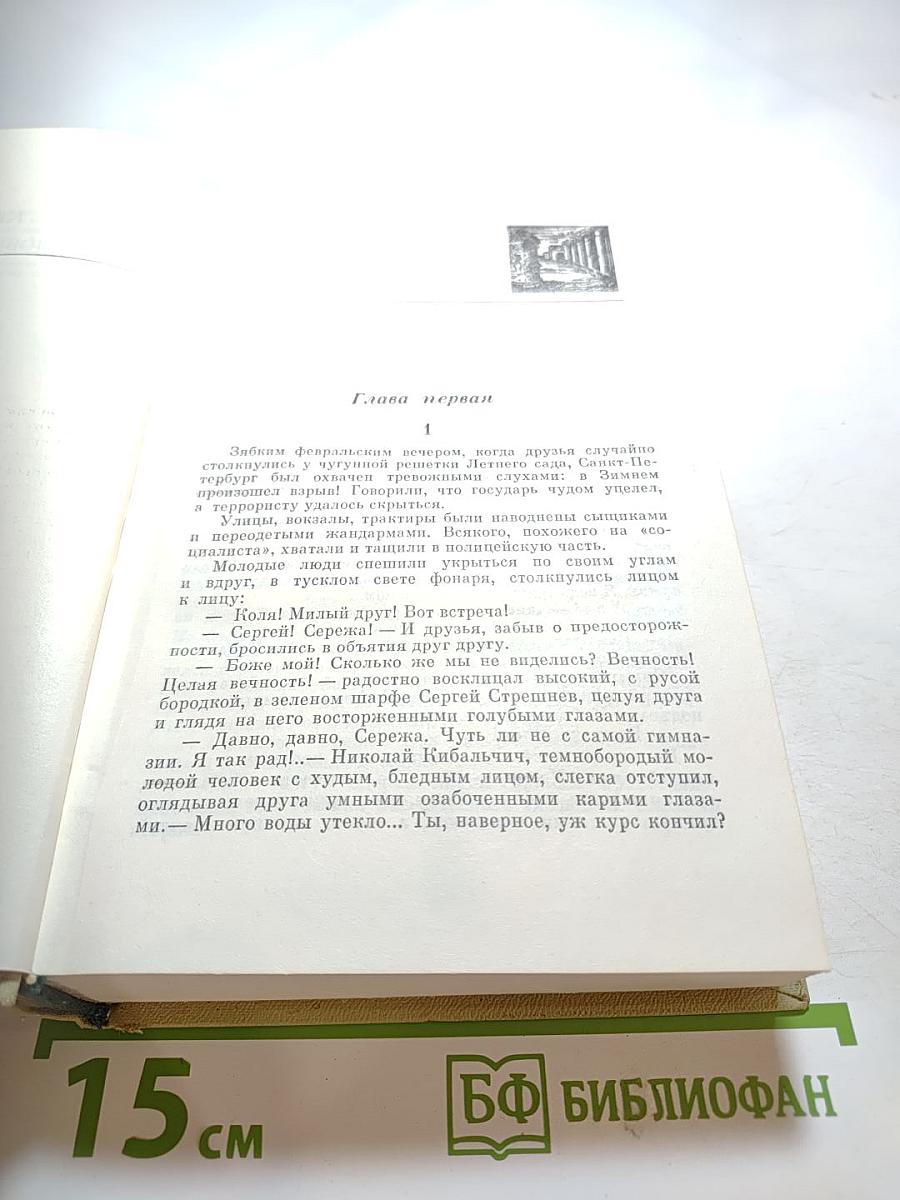 Глава первая
1
Зябким февральским вечером, когда друзья случайно
столкнулись у чугунной решетки Летнего сада, Санкт-Пе-
тербург был охвачен тревожными слухами: в Зимнем
произошел взрыв! Говорили, что государь чудом уцелел,
а террористу удалось скрыться.
Улицы, вокзалы, трактиры были наводнены сыщиками
и переодетыми жандармами. Всякого, похожего на «со-
циалиста», хватали и тащили в полицейскую часть.
Молодые люди спешили укрыться по своим углам
и вдруг, в тусклом свете фонаря, столкнулись лицом
к лицу:
— Коля! Милый друг! Вот встреча!
— Сергей! Сережа! — И друзья, забыв о предосторож-
ности, бросились в объятия друг другу.
— Боже мой! Сколько же мы не виделись? Вечность!
Целая вечность! — радостно восклицал высокий, с русой
бородкой, в зеленом шарфе Сергей Стрешнев, целуя друга
и глядя на него восторженными голубыми глазами.
— Давно, давно, Сережа. Чуть ли не с самой гимна-
зии. Я так рад!..— Николай Кибальчич, темнобородый мо-
лодой человек с худым, бледным лицом, слегка отступил,
оглядывая друга умными озабоченными карими глаза-
ми.— Много воды утекло... Ты, наверное, уж курс кончил?
15 см
БФ БИБЛИОФАН